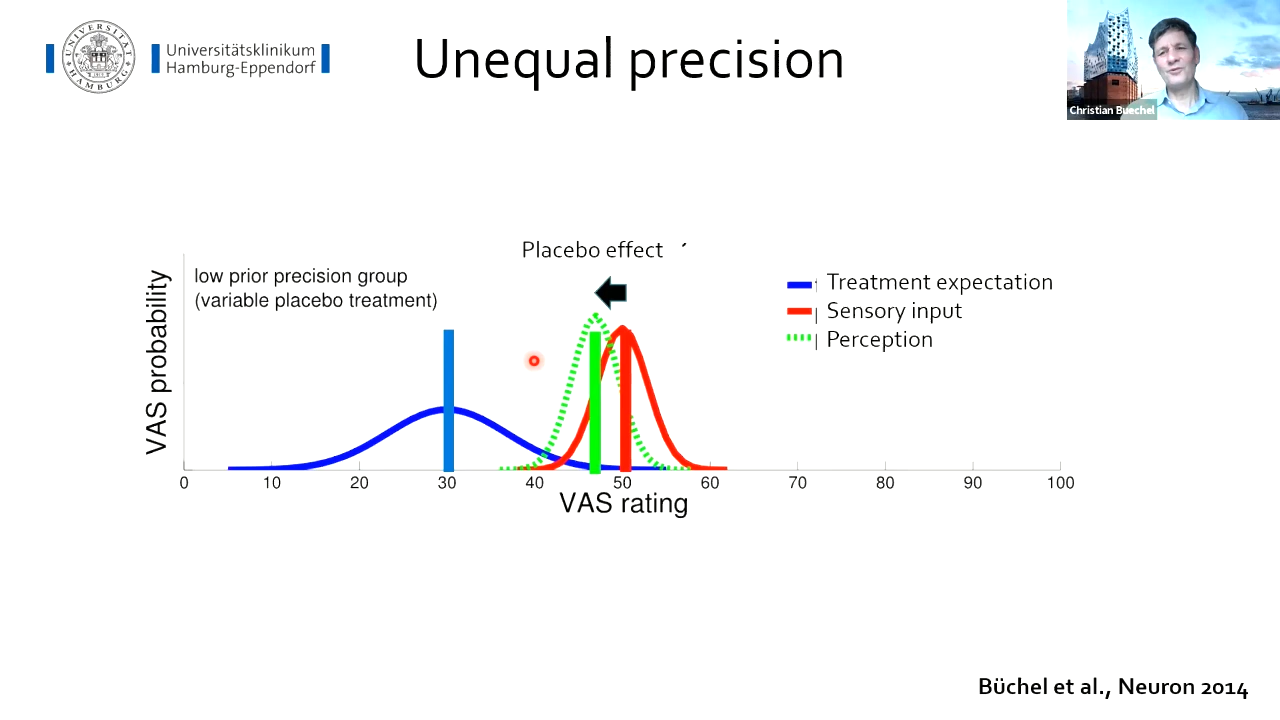 Universitätsklinikum
Hamburg-Eppendorf
Unequal precision
Christian Buechel
Placebo effect
low prior precision group
(variable placebo treatment)
Treatment expectation
Sensory input
Perception
VAS probability
0 10 20 30 40 50 60 70 80 90 100
VAS rating
Büchel et al., Neuron 2014